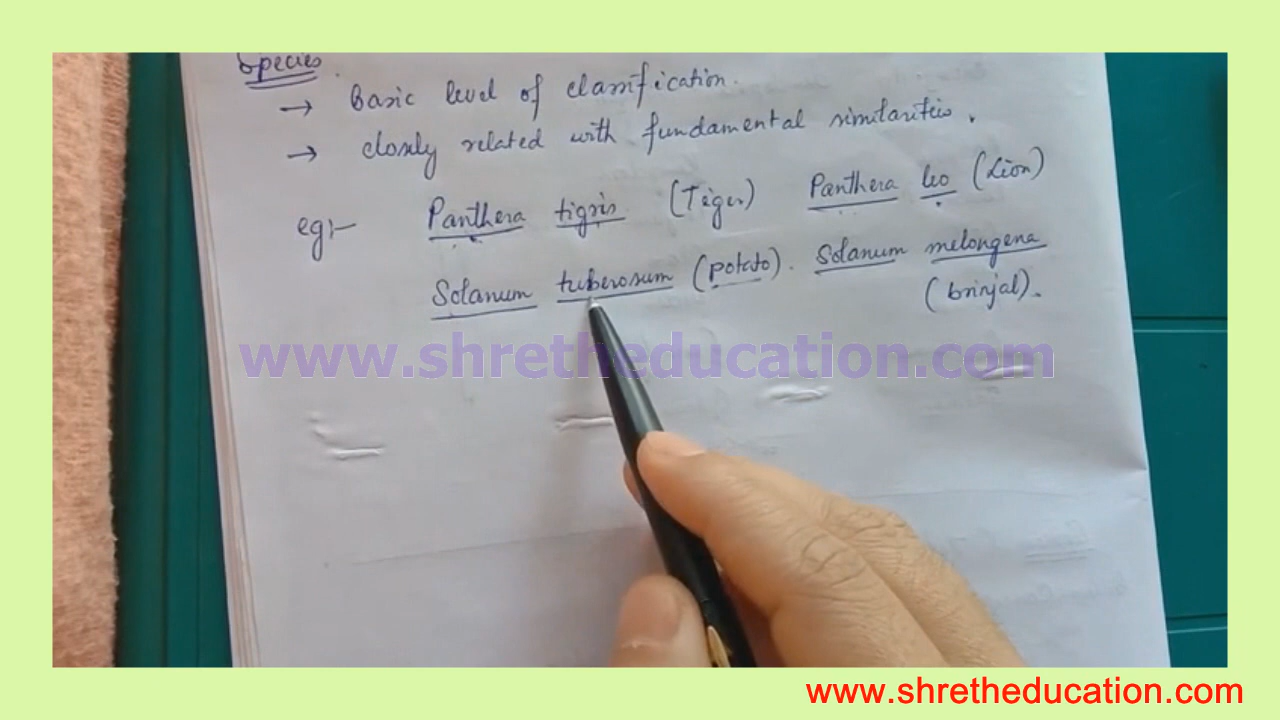 Species.
→ Basic level of classification.
→ closely related with fundamental similarities.
eg:- Panthera tigris (Tiger) Panthera leo (Lion)
Solanum tuberosum (potato). Solanum melongena
(brinjal).
www.shretheducation.com
www.shretheducation.com